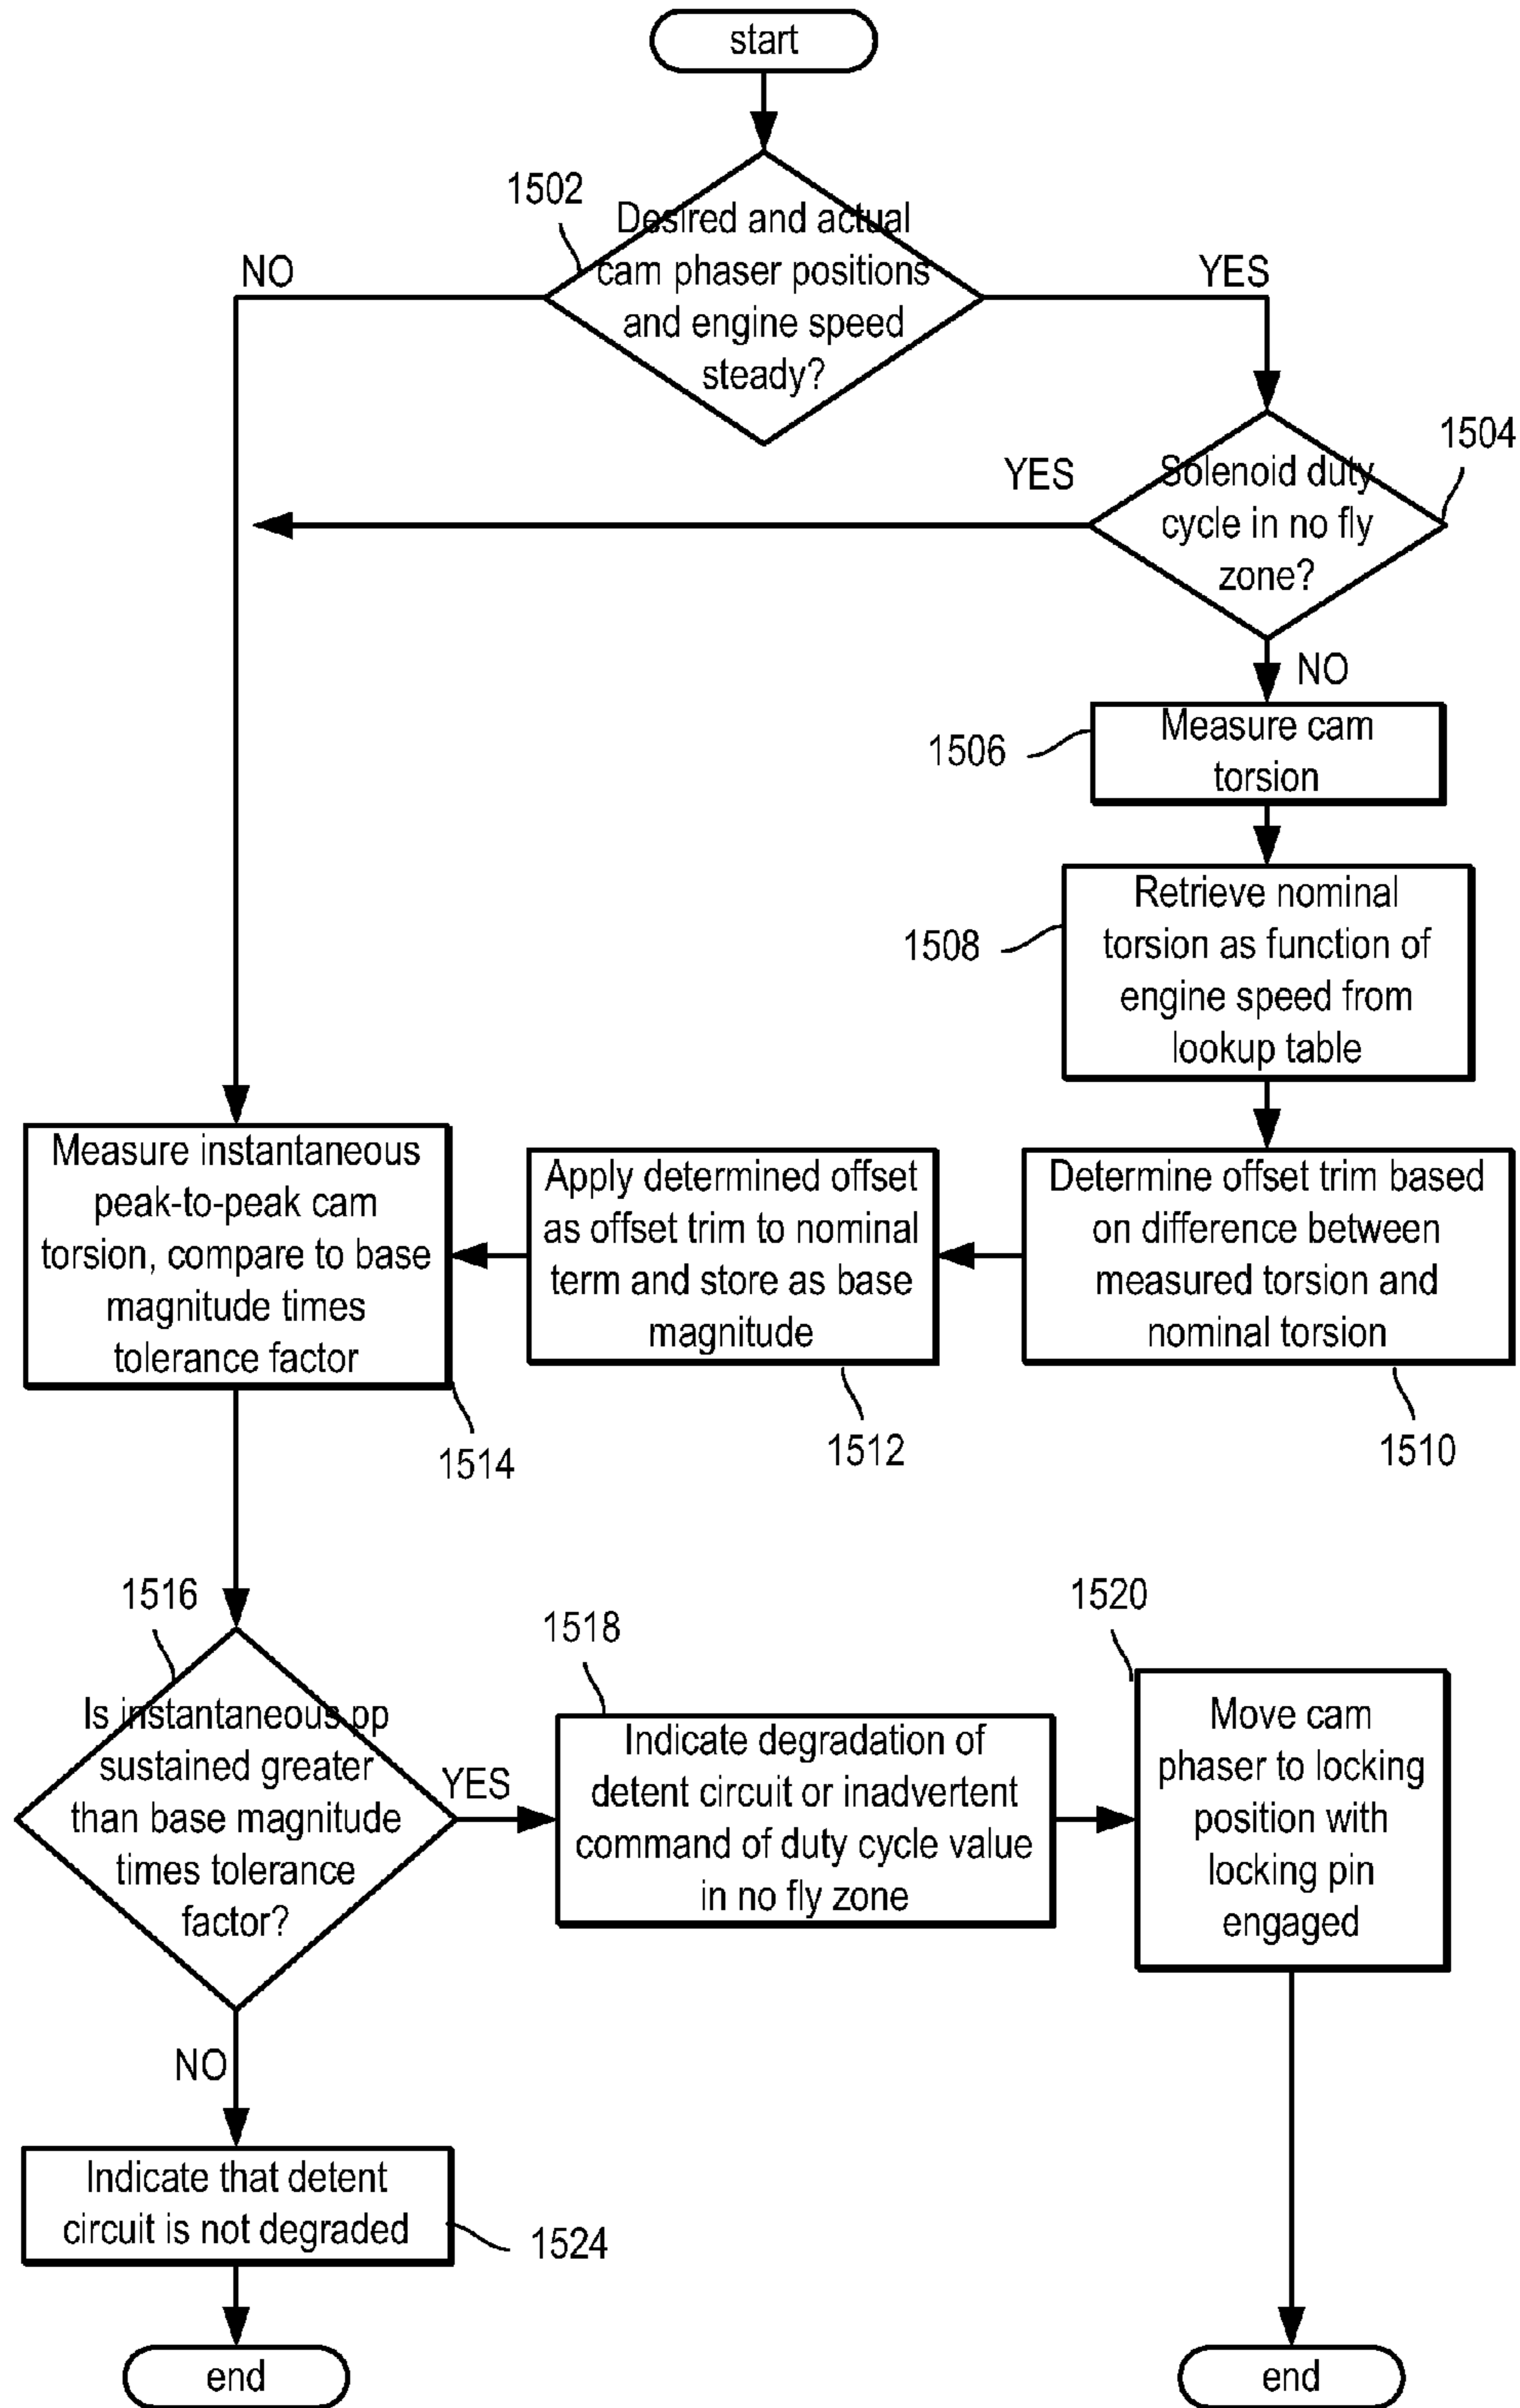 start
1502
Desired and actual
cam phaser positions
and engine speed
steady?
NO
YES
1504
Solenoid duty
cycle in no fly
zone?
YES
NO
1506
Measure cam
torsion
1508
Retrieve nominal
torsion as function of
engine speed from
lookup table
Measure instantaneous
peak-to-peak cam
torsion, compare to base
magnitude times
tolerance factor
1514
Apply determined offset
as offset trim to nominal
term and store as base
magnitude
1512
Determine offset trim based
on difference between
measured torsion and
nominal torsion
1510
1516
Is instantaneous pp
sustained greater
than base magnitude
times tolerance
factor?
YES
NO
1518
Indicate degradation of
detent circuit or inadvertent
command of duty cycle value
in no fly zone
1520
Move cam
phaser to locking
position with
locking pin
engaged
Indicate that detent
circuit is not degraded
1524
end
end